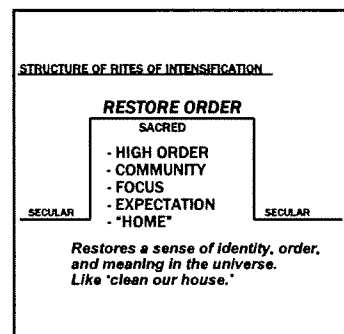 STRUCTURE OF RITES OF INTENSIFICATION
RESTORE ORDER
SACRED
- HIGH ORDER
- COMMUNITY
- FOCUS
- EXPECTATION
- "HOME"
SECULAR
SECULAR
Restores a sense of identity, order,
and meaning in the universe.
Like "clean our house."